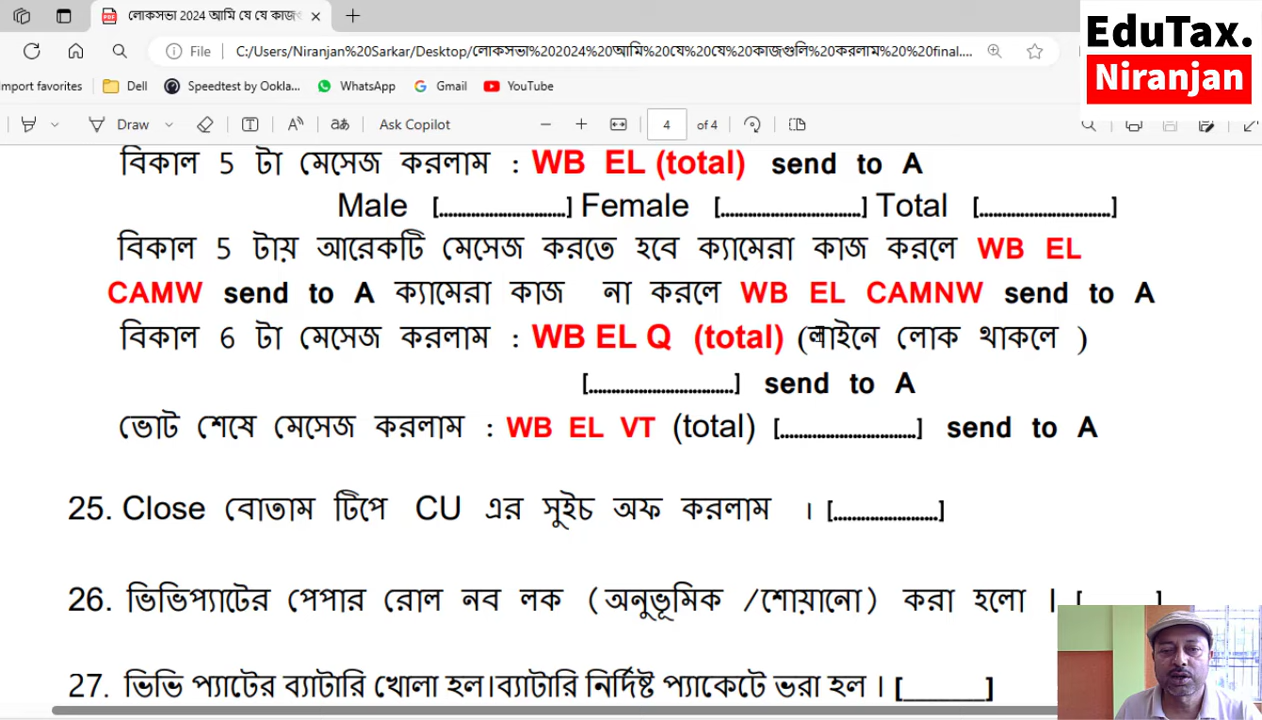 লোকসভা 2024 আমি যে যে কাজগু
EduTax.
Niranjan
File C:/Users/Niranjan%20Sarkar/Desktop/লোকসভা%202024%20আমি%20যে%20যে%20কাজগুলি%20করলাম%20%20final....
mport favorites Dell Speedtest by Ookla... WhatsApp Gmail YouTube
Draw aあ Ask Copilot 4 of 4
বিকাল 5 টা মেসেজ করলাম : WB EL (total) send to A
Male [............................] Female [................................] Total [..............................]
বিকাল 5 টায় আরেকটি মেসেজ করতে হবে ক্যামেরা কাজ করলে WB EL
CAMW send to A ক্যামেরা কাজ না করলে WB EL CAMNW send to A
বিকাল 6 টা মেসেজ করলাম : WB EL Q (total) (লাইনে লোক থাকলে )
[................................] send to A
ভোট শেষে মেসেজ করলাম : WB EL VT (total) [..............................] send to A
25. Close বোতাম টিপে CU এর সুইচ অফ করলাম । [.......................]
26. ভিভিপ্যাটের পেপার রোল নব লক (অনুভূমিক /শোয়ানো) করা হলো । [
27. ভিভি প্যাটের ব্যাটারি খোলা হল।ব্যাটারি নির্দিষ্ট প্যাকেটে ভরা হল । [______]